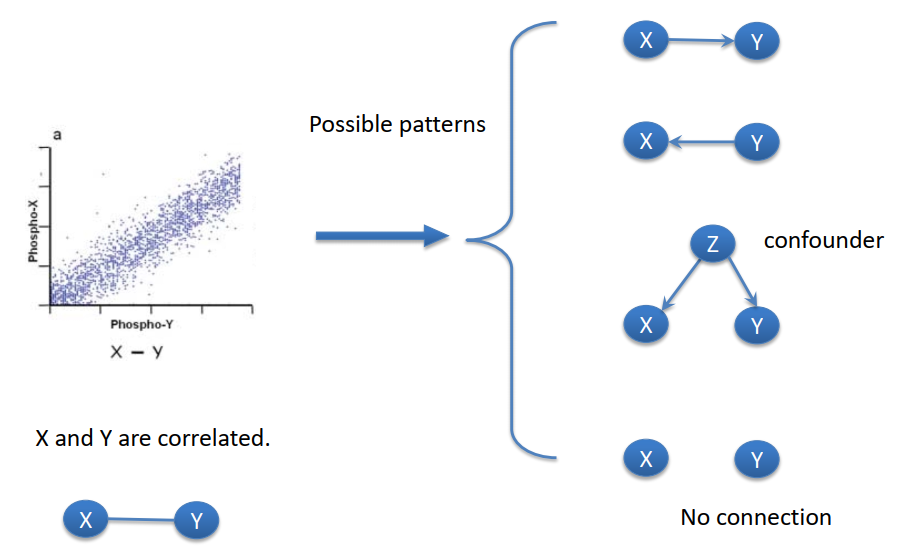 a
Phospho-X
Phospho-Y
X – Y
X and Y are correlated.
X Y
Possible patterns
X Y
X Y
Z confounder
X Y
X Y
No connection